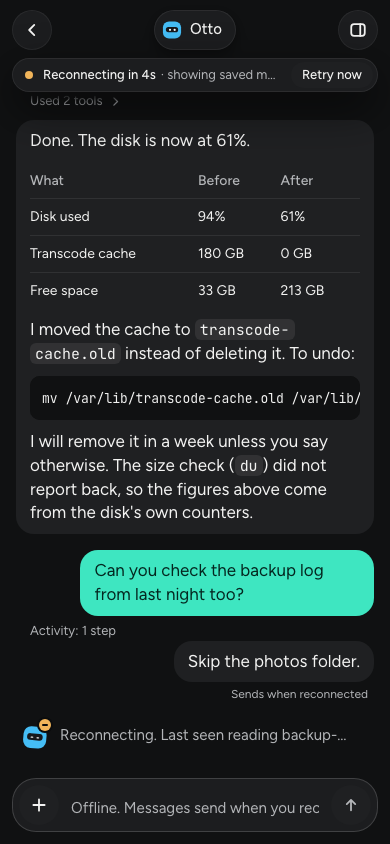 Otto
Reconnecting in 4s · showing saved m... Retry now
Used 2 tools
Done. The disk is now at 61%.
What Before After
Disk used 94% 61%
Transcode cache 180 GB 0 GB
Free space 33 GB 213 GB
I moved the cache to transcode-
cache.old instead of deleting it. To undo:
mv /var/lib/transcode-cache.old /var/lib/
I will remove it in a week unless you say
otherwise. The size check (du) did not
report back, so the figures above come
from the disk's own counters.
Can you check the backup log
from last night too?
Activity: 1 step
Skip the photos folder.
Sends when reconnected
Reconnecting. Last seen reading backup-...
Offline. Messages send when you rec